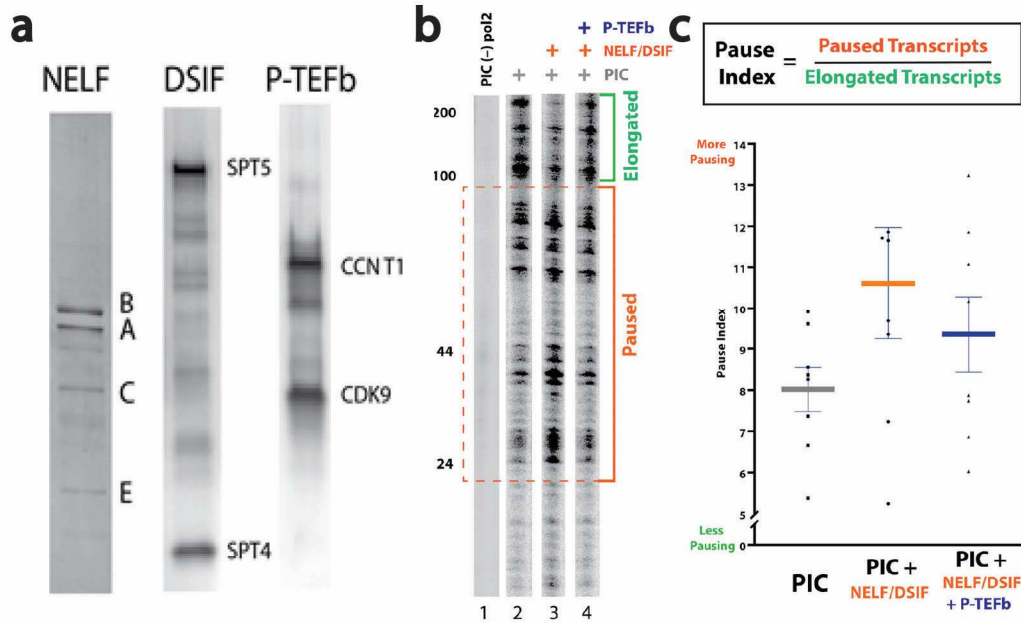 a
NELF
DSIF
P-TEFb
B
A
C
E
SPT5
SPT4
CCN T1
CDK9
b
PIC (-) pol2
+ P-TEFb
+ + NELF/DSIF
+ + + PIC
200
100
44
24
Elongated
Paused
1 2 3 4
c
Pause Index = Paused Transcripts
Elongated Transcripts
More Pausing
14
13
12
11
10
9
8
7
6
5
0
Less Pausing
Pause Index
PIC
PIC +
NELF/DSIF
PIC +
NELF/DSIF
+ P-TEFb